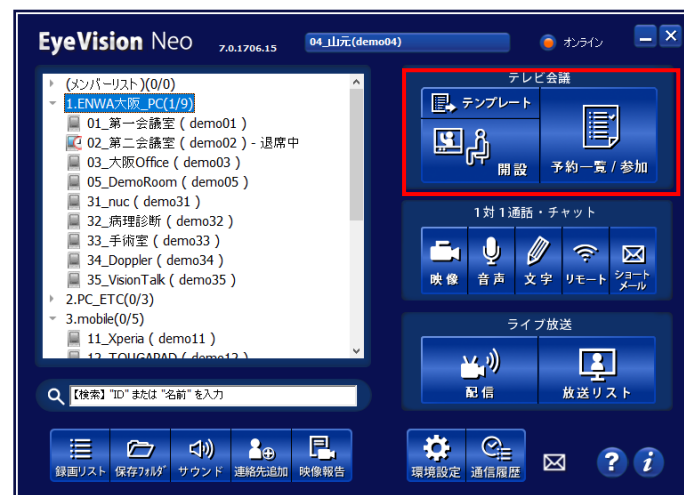 EyeVision Neo 7.0.1706.15 04_山元(demo04) オンライン
(メンバーリスト)(0/0)
1.ENWA大阪_PC(1/9)
01_第一会議室 ( demo01 )
02_第二会議室 ( demo02 ) - 退席中
03_大阪Office ( demo03 )
05_DemoRoom ( demo05 )
31_nuc ( demo31 )
32_病理診断 ( demo32 )
33_手術室 ( demo33 )
34_Doppler ( demo34 )
35_VisionTalk ( demo35 )
2.PC_ETC(0/3)
3.mobile(0/5)
11_Xperia ( demo11 )
12_TOUGAPAD ( demo12 )
【検索】 "ID" または "名前" を入力
テレビ会議
テンプレート
開設
予約一覧 / 参加
1対1通話・チャット
映像
音声
文字
リモート
ショート
メール
ライブ放送
配信
放送リスト
録画リスト
保存フォルダ
サウンド
連絡先追加
映像報告
環境設定
通信履歴